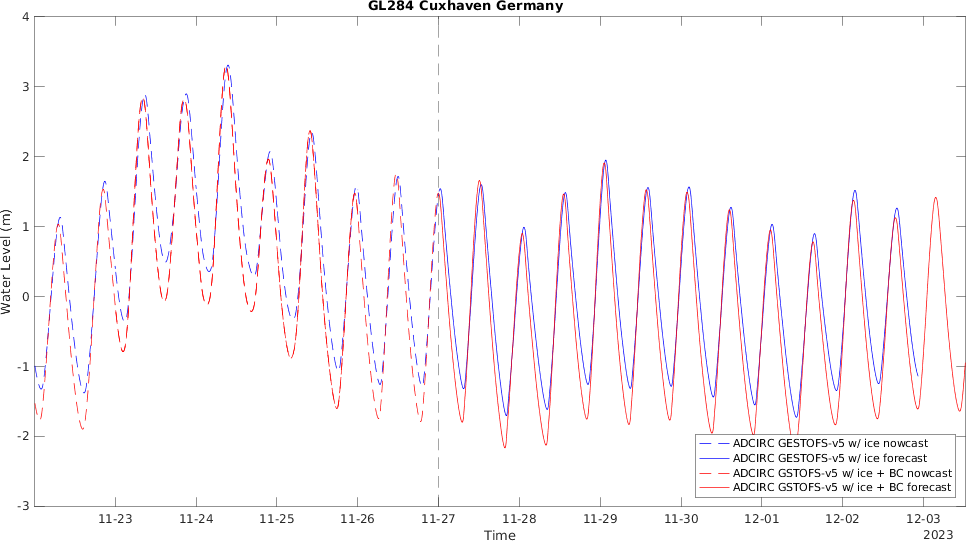 GL284 Cuxhaven Germany
4
3
2
1
0
-1
-2
-3
Water Level (m)
ADCIRC GESTOFS-v5 w/ ice nowcast
ADCIRC GESTOFS-v5 w/ ice forecast
ADCIRC GSTOFS-v5 w/ ice + BC nowcast
ADCIRC GSTOFS-v5 w/ ice + BC forecast
11-23 11-24 11-25 11-26 11-27 11-28 11-29 11-30 12-01 12-02 12-03
Time
2023